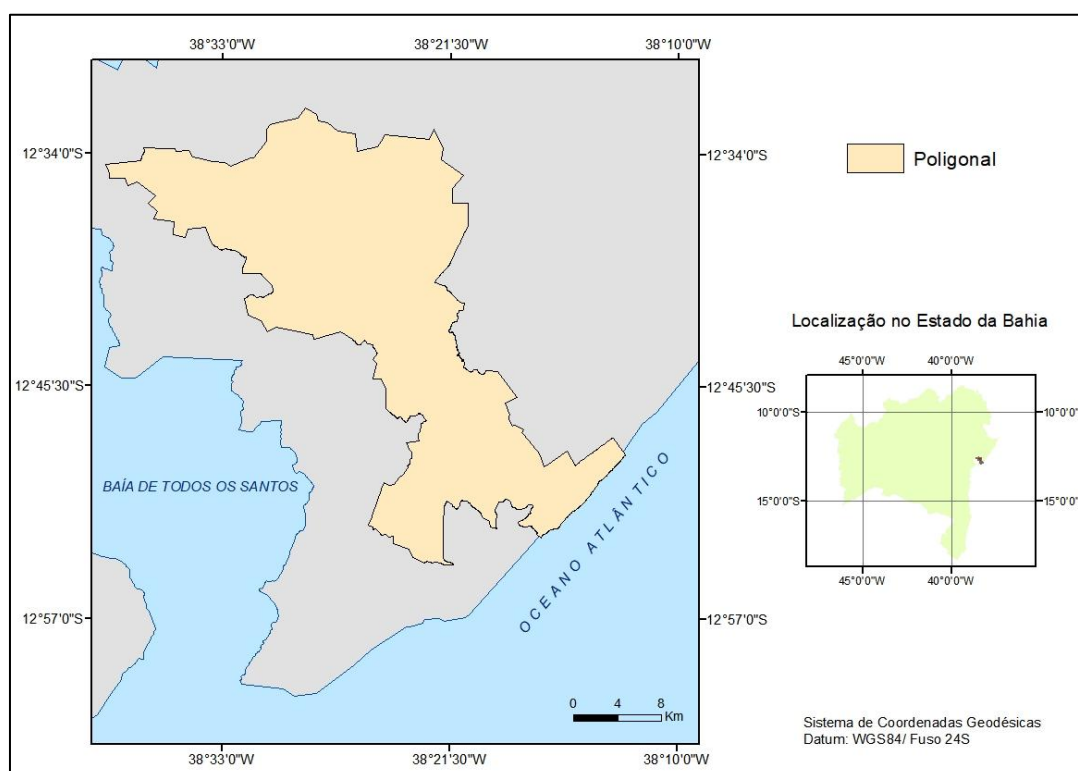 38°33'0"W 38°21'30"W 38°10'0"W
12°34'0"S 12°34'0"S
Poligonal
Localização no Estado da Bahia
45°0'0"W 40°0'0"W
12°45'30"S 12°45'30"S
10°0'0"S 10°0'0"S
BAÍA DE TODOS OS SANTOS
OCEANO ATLÂNTICO
15°0'0"S 15°0'0"S
45°0'0"W 40°0'0"W
12°57'0"S 12°57'0"S
0 4 8
Km
Sistema de Coordenadas Geodésicas
Datum: WGS84/ Fuso 24S
38°33'0"W 38°21'30"W 38°10'0"W